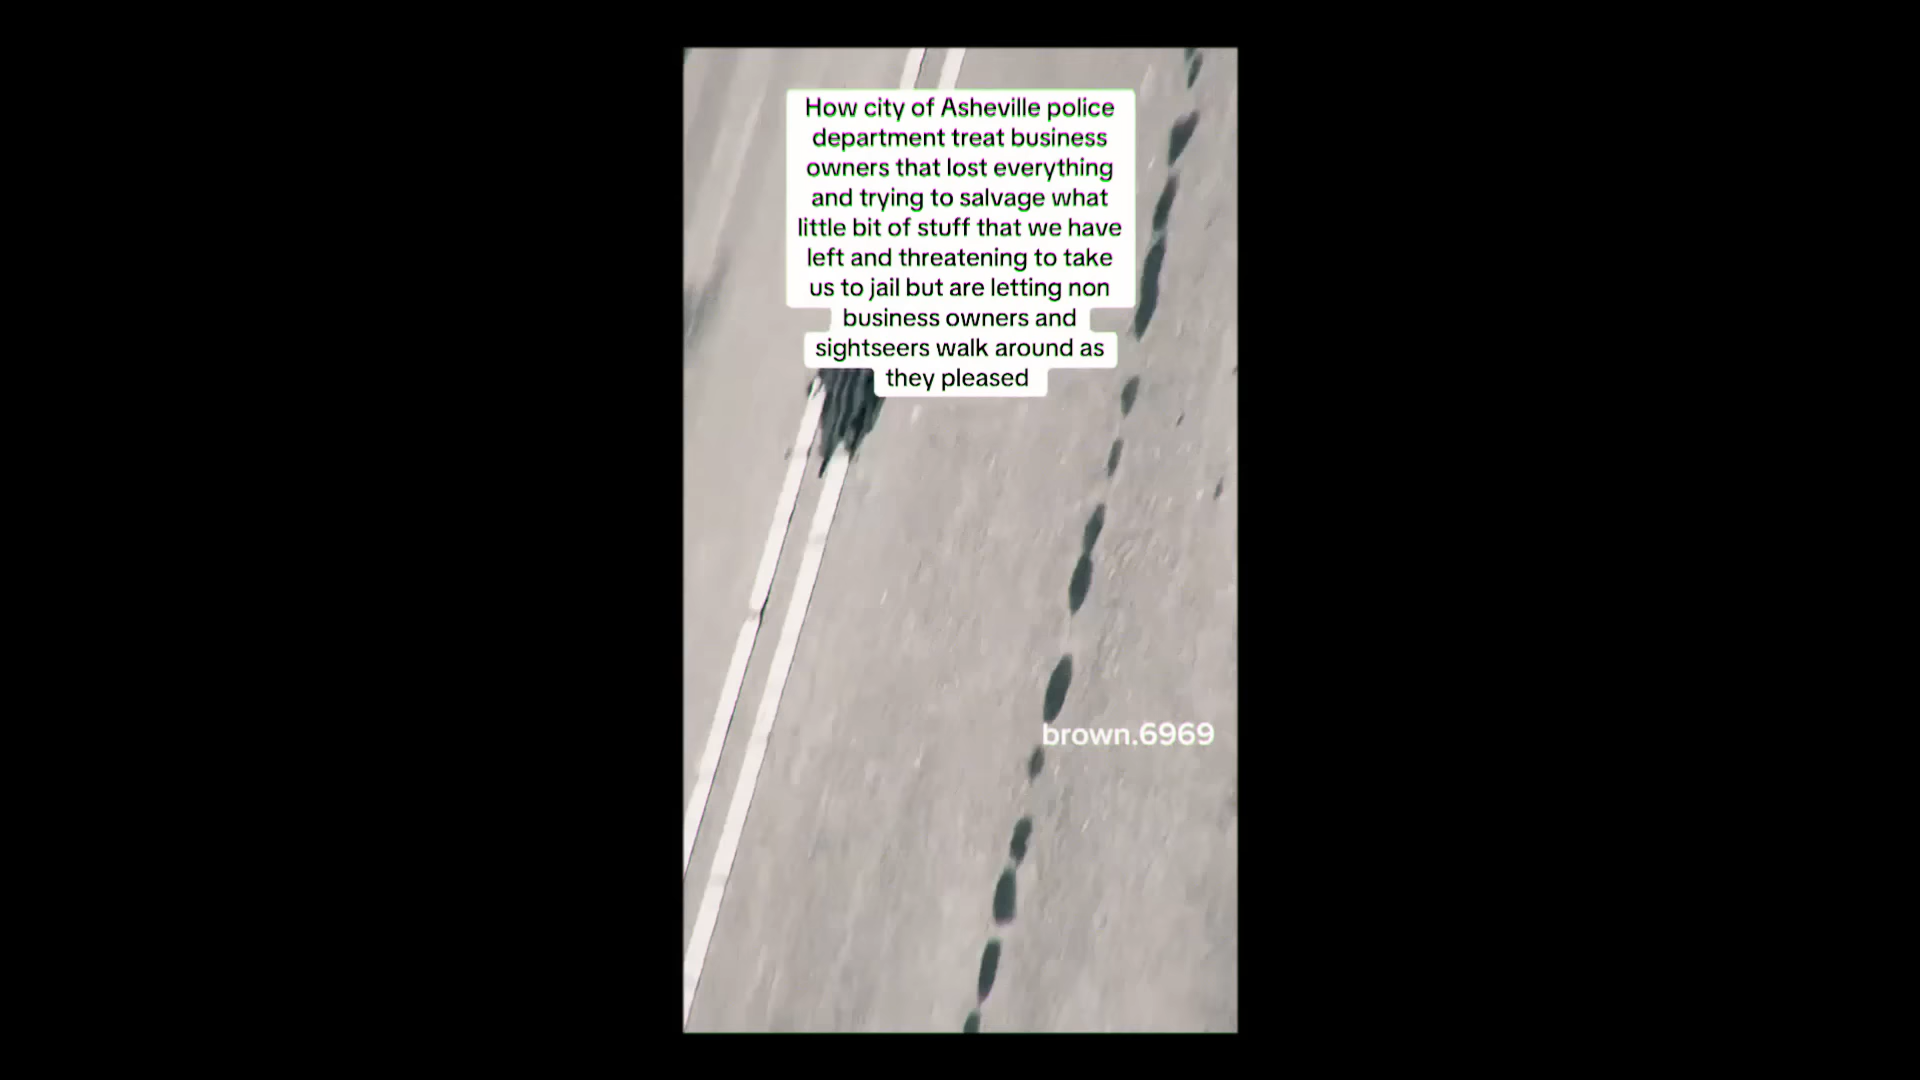 How city of Asheville police
department treat business
owners that lost everything
and trying to salvage what
little bit of stuff that we have
left and threatening to take
us to jail but are letting non
business owners and
sightseers walk around as
they pleased
brown.6969